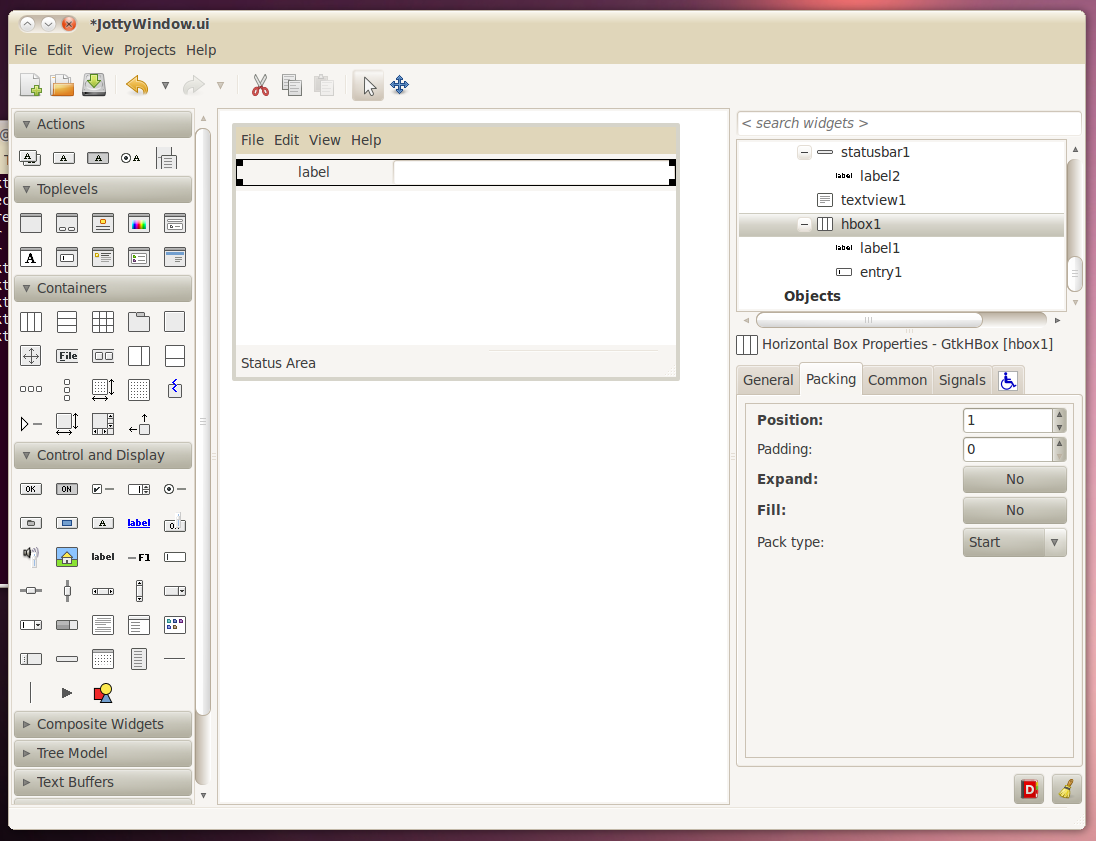 *JottyWindow.ui
File Edit View Projects Help
Actions
A A A A
Toplevels
A
Containers
File
Control and Display
OK ON
A label 0..
label F1
Composite Widgets
Tree Model
Text Buffers
File Edit View Help
label
Status Area
< search widgets >
statusbar1
label label2
textview1
hbox1
label label1
entry1
Objects
Horizontal Box Properties - GtkHBox [hbox1]
General Packing Common Signals
Position: 1
Padding: 0
Expand: No
Fill: No
Pack type: Start
D